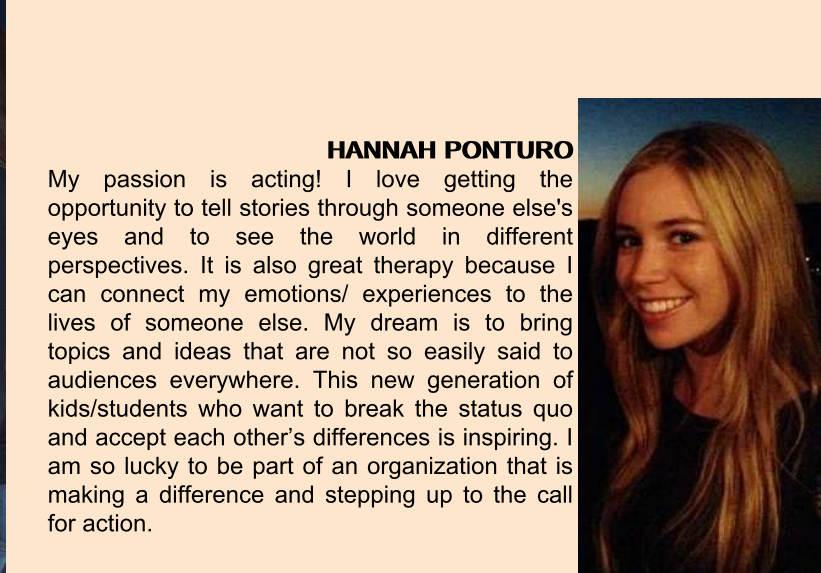 HANNAH PONTURO
My passion is acting! I love getting the
opportunity to tell stories through someone else's
eyes and to see the world in different
perspectives. It is also great therapy because I
can connect my emotions/ experiences to the
lives of someone else. My dream is to bring
topics and ideas that are not so easily said to
audiences everywhere. This new generation of
kids/students who want to break the status quo
and accept each other’s differences is inspiring. I
am so lucky to be part of an organization that is
making a difference and stepping up to the call
for action.